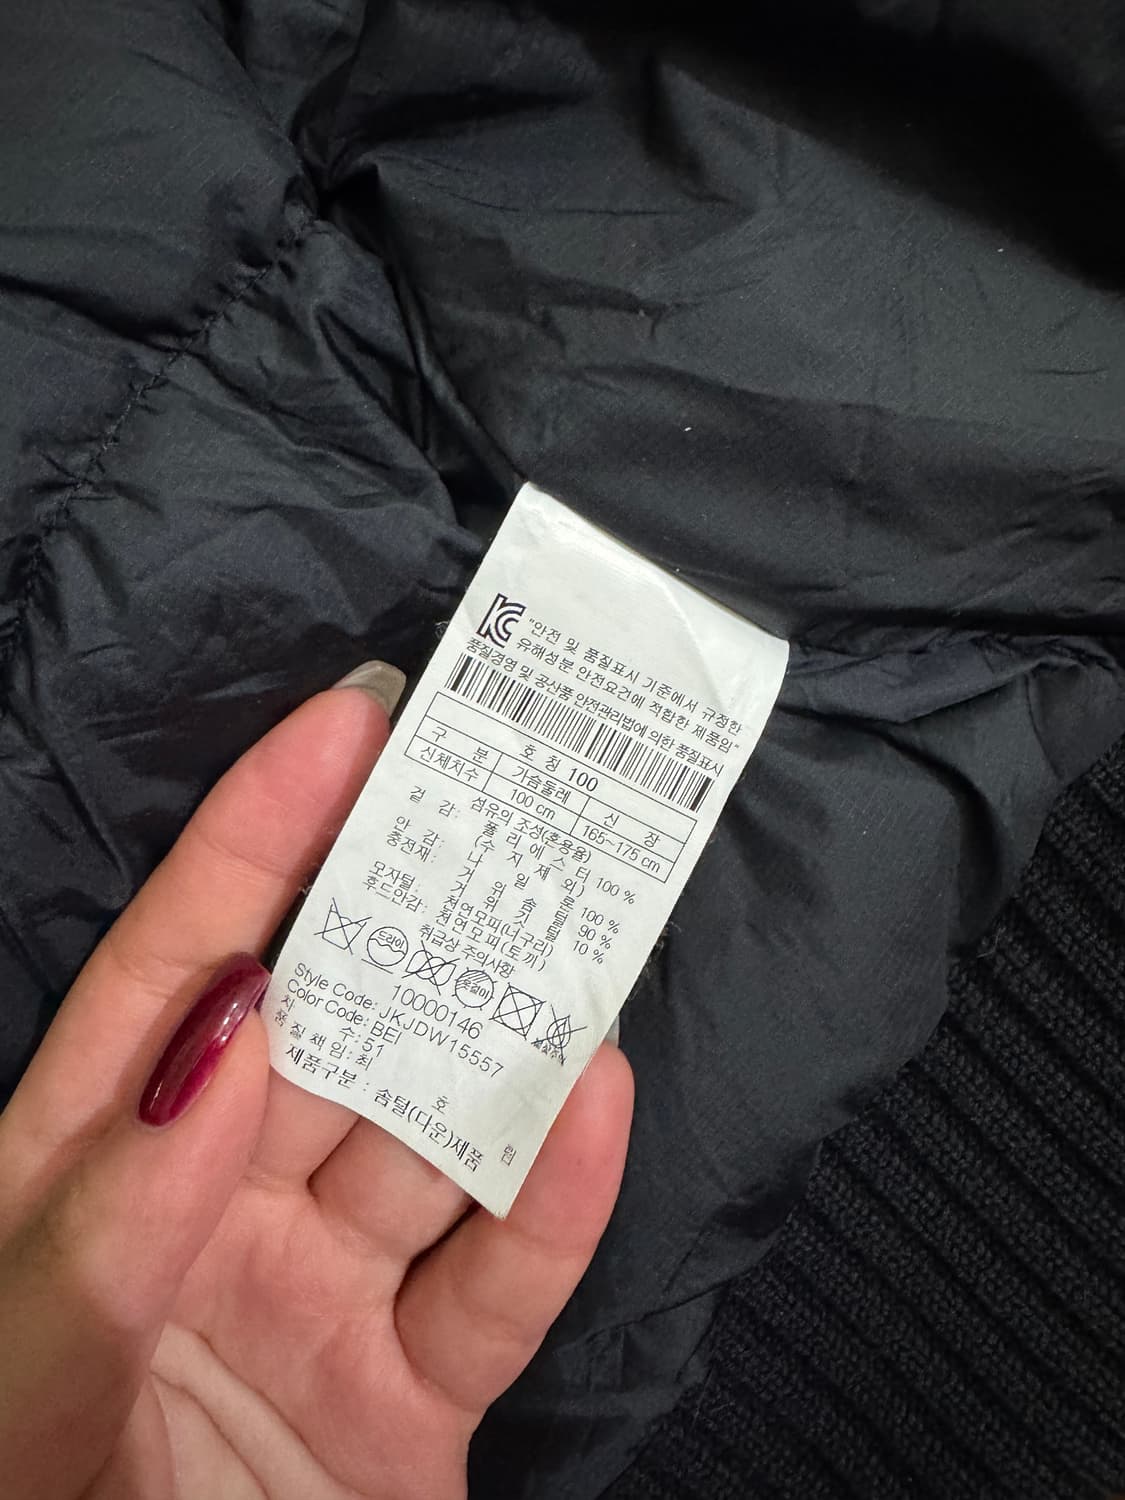 KC "안전 및 품질표시 기준에서 규정한
유해성분 안전요건에 적합한 제품임"
품질경영 및 공산품 안전관리법에 의한 품질표시
구 분 호칭 100
신체치수 가슴둘레 신 장
100 cm 165~175 cm
섬유의 조성(혼용율)
겉 감: 폴 리 에 스 터 100 %
(수 지 제 외)
안 감: 나 일 론 100 %
충전재: 거 위 솜 털 90 %
거 위 깃 털 10 %
모자털: 천연모피(너구리)
후드안감: 천연모피(토끼)
취급상 주의사항
드라이
옷걸이
Style Code: 10000146
JKJDW15557
Color Code: BEI
치 수: 51
품 질 책 임: 최 호 림
제품구분 : 솜털(다운)제품